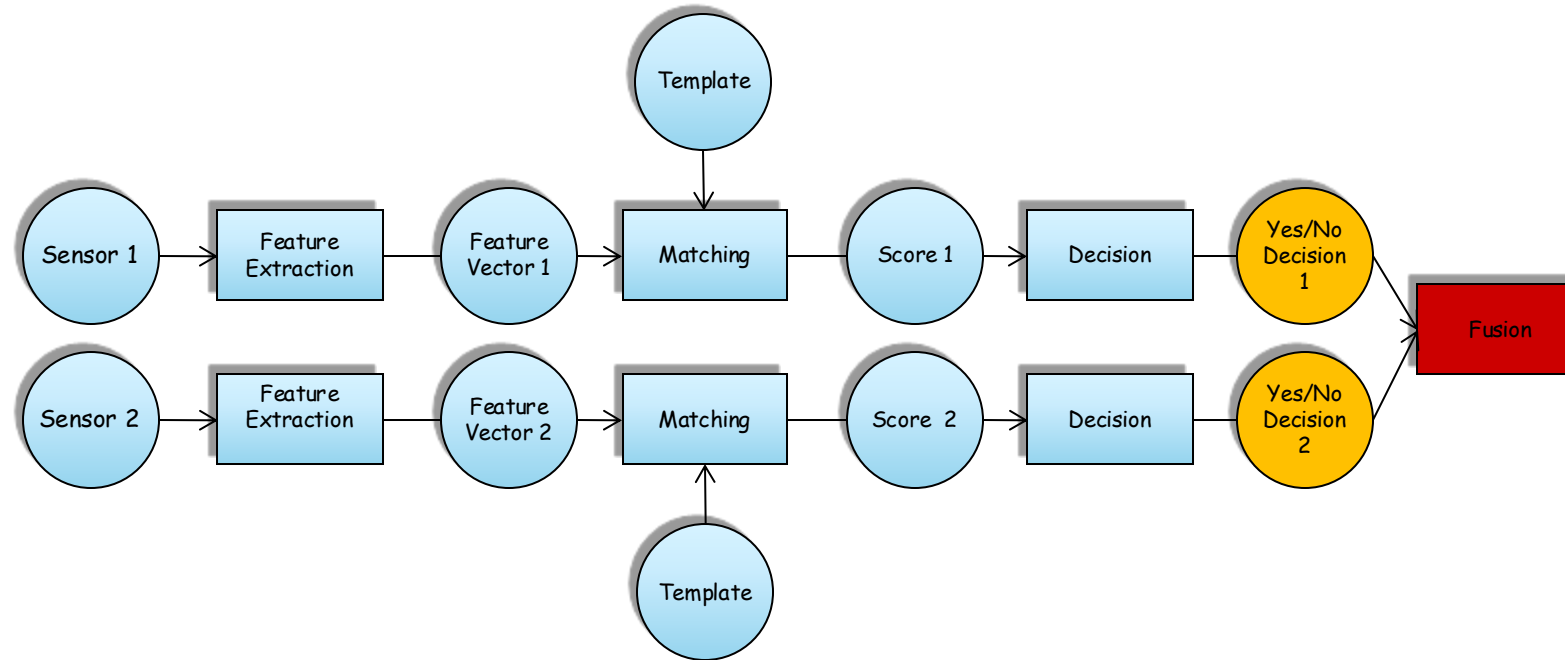 Template
Sensor 1
Feature
Extraction
Feature
Vector 1
Matching
Score 1
Decision
Yes/No
Decision
1
Fusion
Sensor 2
Feature
Extraction
Feature
Vector 2
Matching
Score 2
Decision
Yes/No
Decision
2
Template